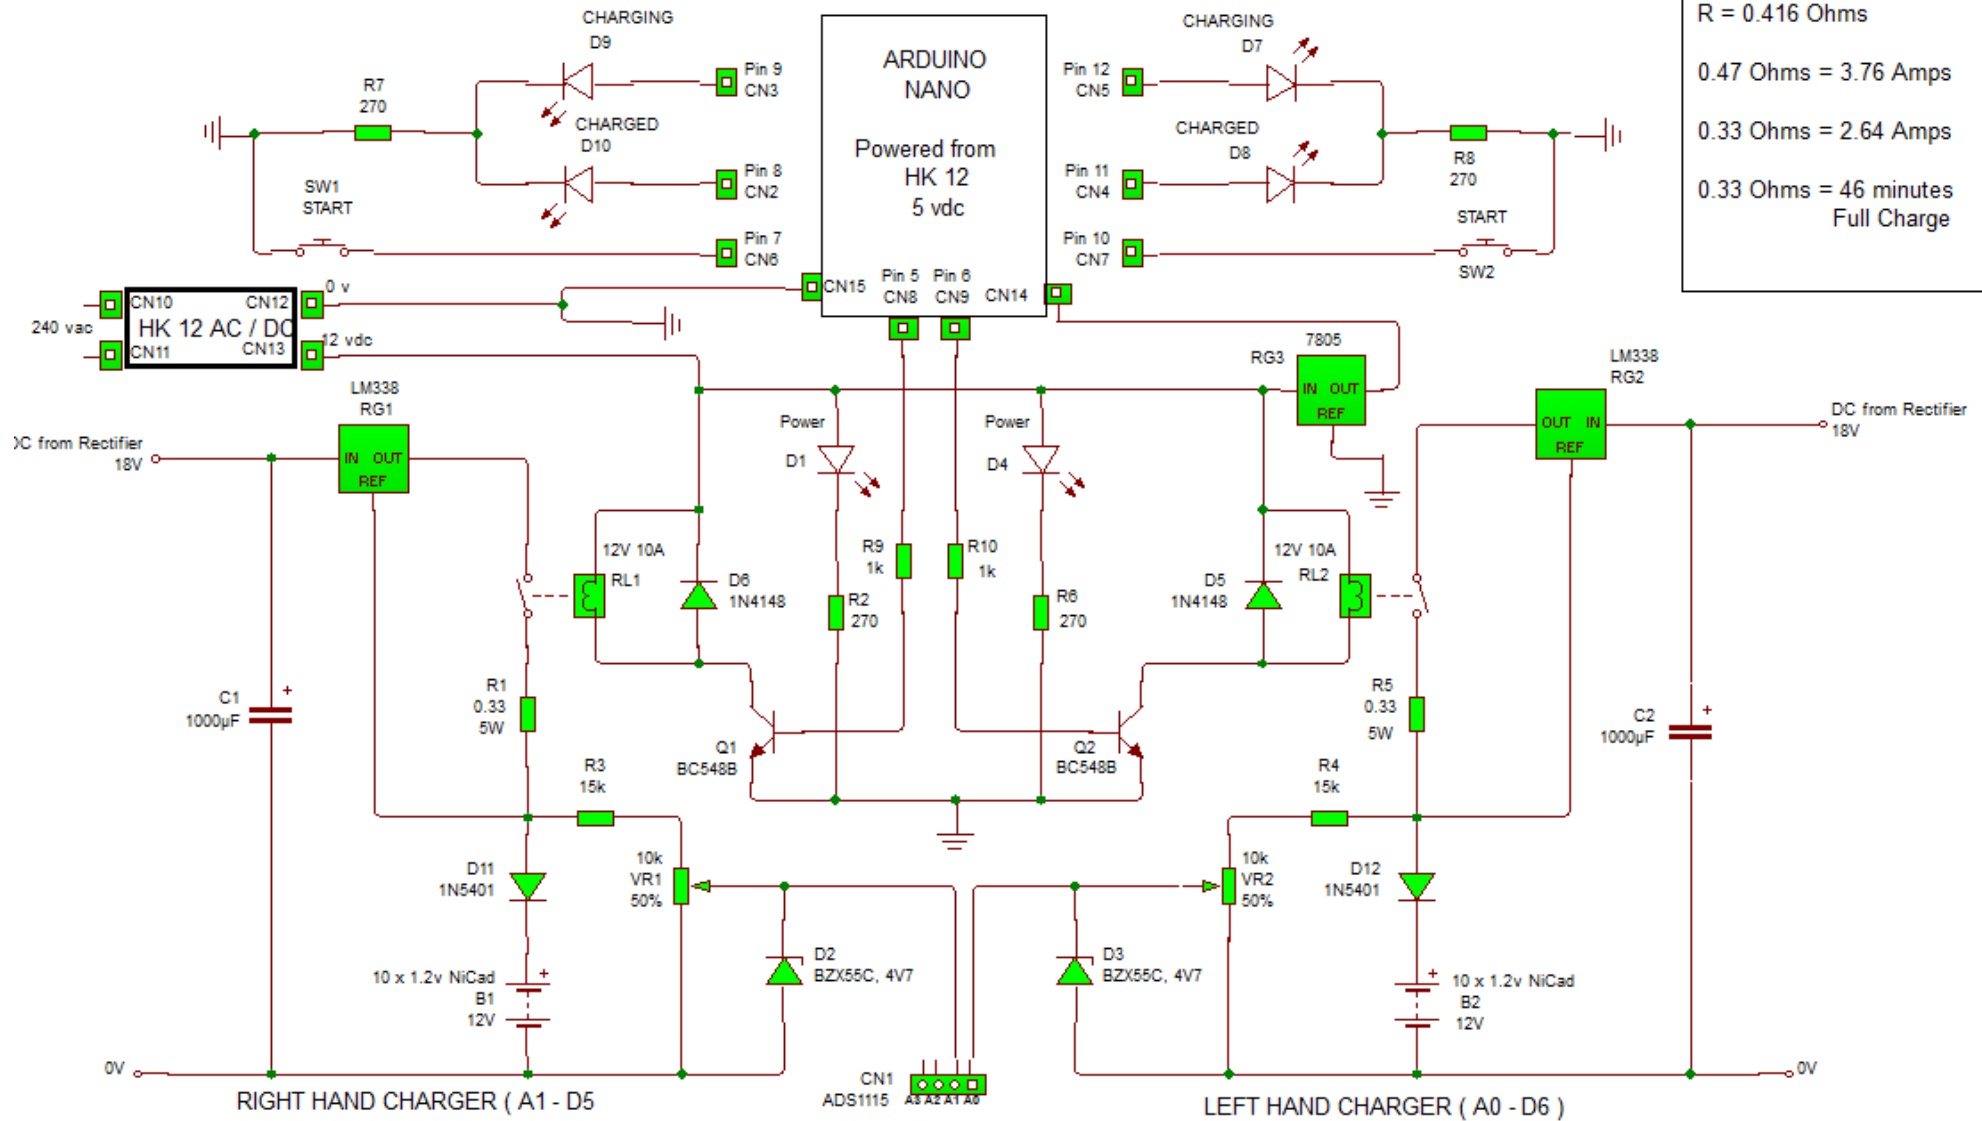 CHARGING
D9
Pin 9
CN3
R7
270
CHARGED
D10
Pin 8
CN2
SW1
START
Pin 7
CN6
ARDUINO
NANO
Powered from
HK 12
5 vdc
CN15
Pin 5
CN8
Pin 6
CN9
CN14
CHARGING
D7
Pin 12
CN5
CHARGED
D8
Pin 11
CN4
R8
270
START
Pin 10
CN7
SW2
R = 0.416 Ohms
0.47 Ohms = 3.76 Amps
0.33 Ohms = 2.64 Amps
0.33 Ohms = 46 minutes
Full Charge
240 vac
CN10
CN12
0 v
HK 12 AC / DC
CN11
CN13
12 vdc
LM338
RG1
IN OUT
REF
DC from Rectifier
18V
Power
D1
Power
D4
7805
RG3
IN OUT
REF
LM338
RG2
OUT IN
REF
DC from Rectifier
18V
12V 10A
RL1
D6
1N4148
R9
1k
R2
270
R10
1k
R6
270
D5
1N4148
12V 10A
RL2
C1
1000µF
+
R1
0.33
5W
R3
15k
Q1
BC548B
Q2
BC548B
R4
15k
R5
0.33
5W
C2
1000µF
+
D11
1N5401
10k
VR1
50%
10k
VR2
50%
D12
1N5401
10 x 1.2v NiCad
B1
12V
+
D2
BZX55C, 4V7
D3
BZX55C, 4V7
+
10 x 1.2v NiCad
B2
12V
0V
CN1
ADS1115
A3 A2 A1 A0
0V
RIGHT HAND CHARGER ( A1 - D5
LEFT HAND CHARGER ( A0 - D6 )